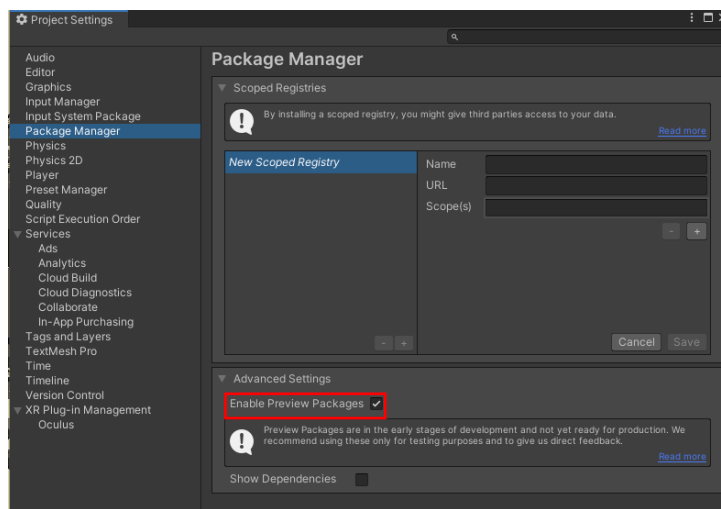 Project Settings
Package Manager
Audio
Editor
Graphics
Input Manager
Input System Package
Package Manager
Physics
Physics 2D
Player
Preset Manager
Quality
Script Execution Order
Services
Ads
Analytics
Cloud Build
Cloud Diagnostics
Collaborate
In-App Purchasing
Tags and Layers
TextMesh Pro
Time
Timeline
Version Control
XR Plug-in Management
Oculus
Scoped Registries
By installing a scoped registry, you might give third parties access to your data.
Read more
New Scoped Registry
Name
URL
Scope(s)
- +
- +
Cancel Save
Advanced Settings
Enable Preview Packages
Preview Packages are in the early stages of development and not yet ready for production. We
recommend using these only for testing purposes and to give us direct feedback.
Read more
Show Dependencies